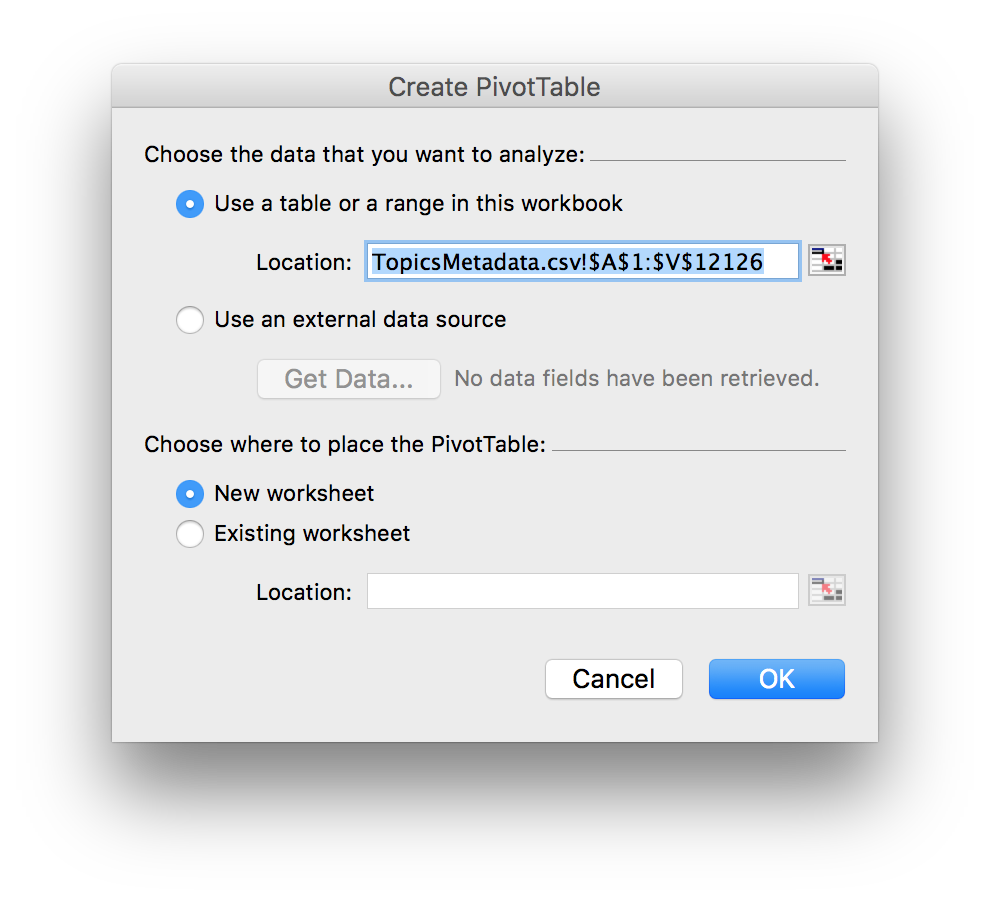 Create PivotTable
Choose the data that you want to analyze:
Use a table or a range in this workbook
Location: TopicsMetadata.csv!$A$1:$V$12126
Use an external data source
Get Data... No data fields have been retrieved.
Choose where to place the PivotTable:
New worksheet
Existing worksheet
Location:
Cancel OK